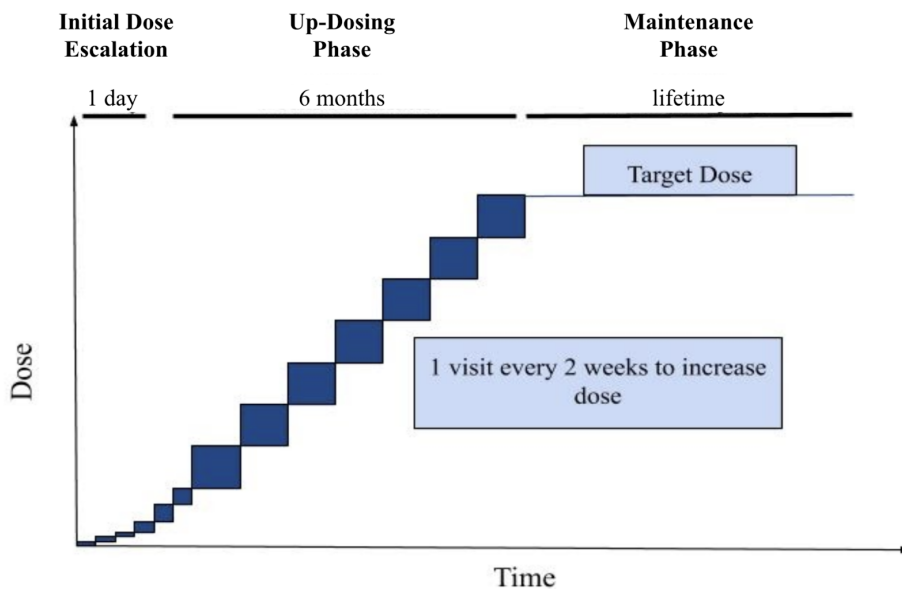 Initial Dose
Escalation
Up-Dosing
Phase
Maintenance
Phase
1 day
6 months
lifetime
Target Dose
1 visit every 2 weeks to increase
dose
Dose
Time